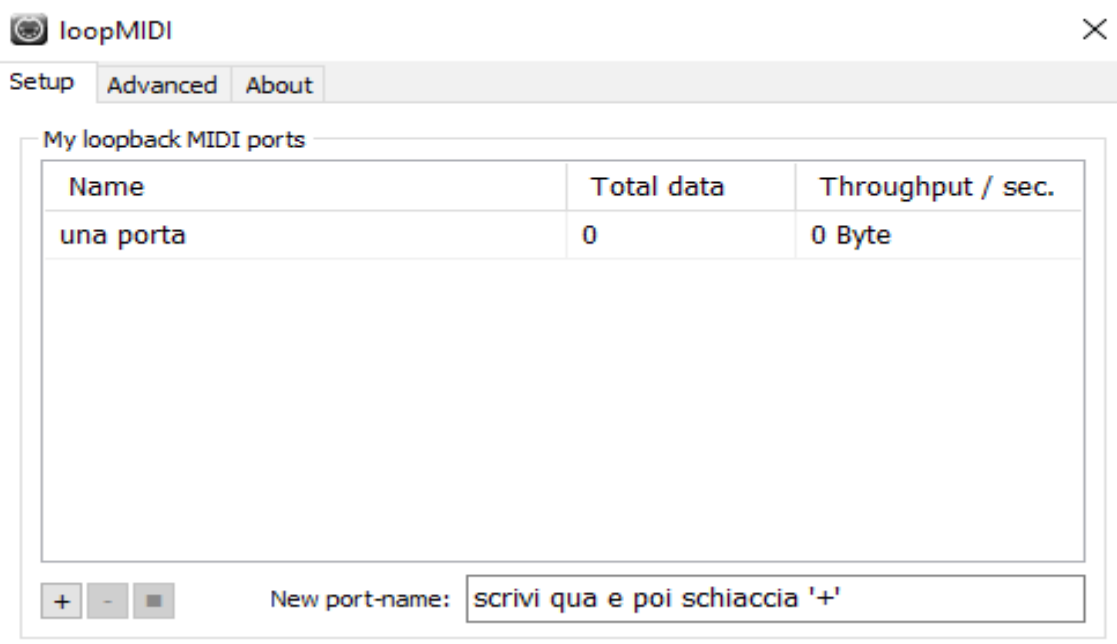 loopMIDI
Setup Advanced About
My loopback MIDI ports
Name Total data Throughput / sec.
una porta 0 0 Byte
+ - New port-name: scrivi qua e poi schiaccia '+'